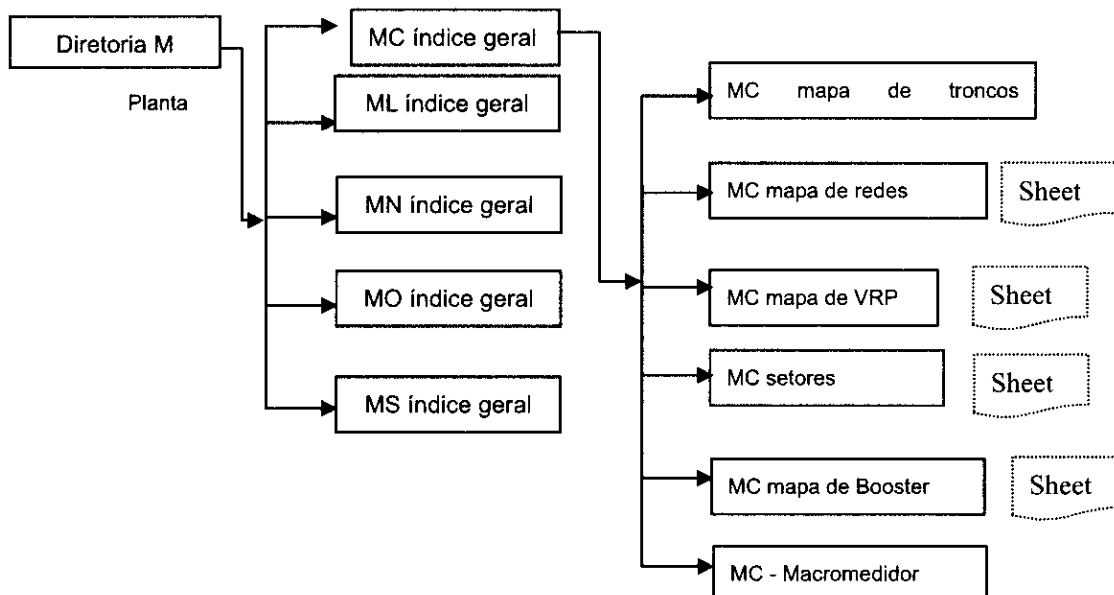 Diretoria M
Planta
MC índice geral
ML índice geral
MN índice geral
MO índice geral
MS índice geral
MC mapa de troncos
MC mapa de redes
Sheet
MC mapa de VRP
Sheet
MC setores
Sheet
MC mapa de Booster
Sheet
MC - Macromedidor